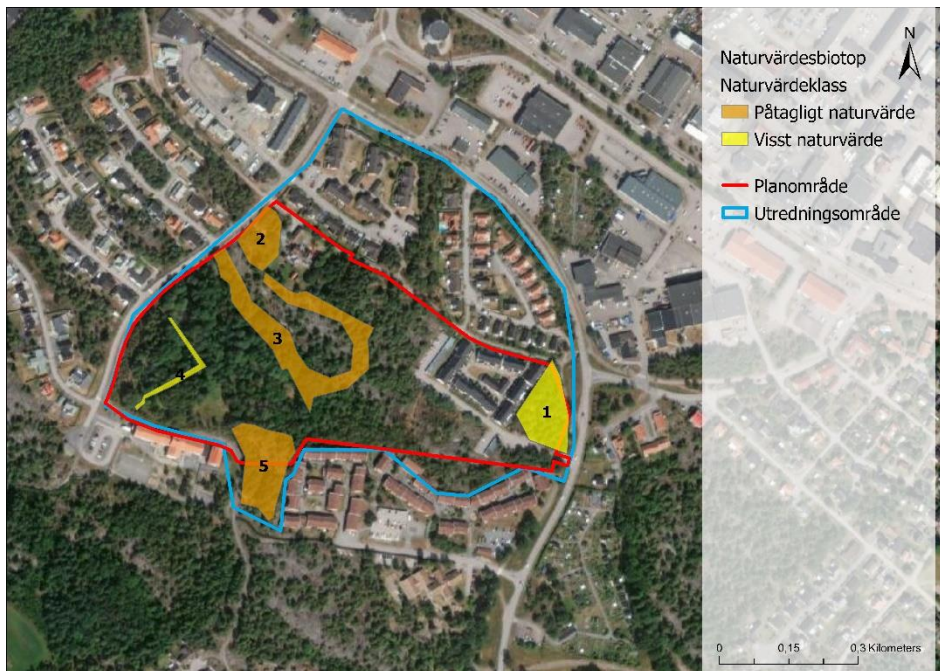 N
Naturvärdesbiotop
Naturvärdeklass
Påtagligt naturvärde
Visst naturvärde
Planområde
Utredningsområde
2
3
4
1
5
0 0,15 0,3 Kilometers